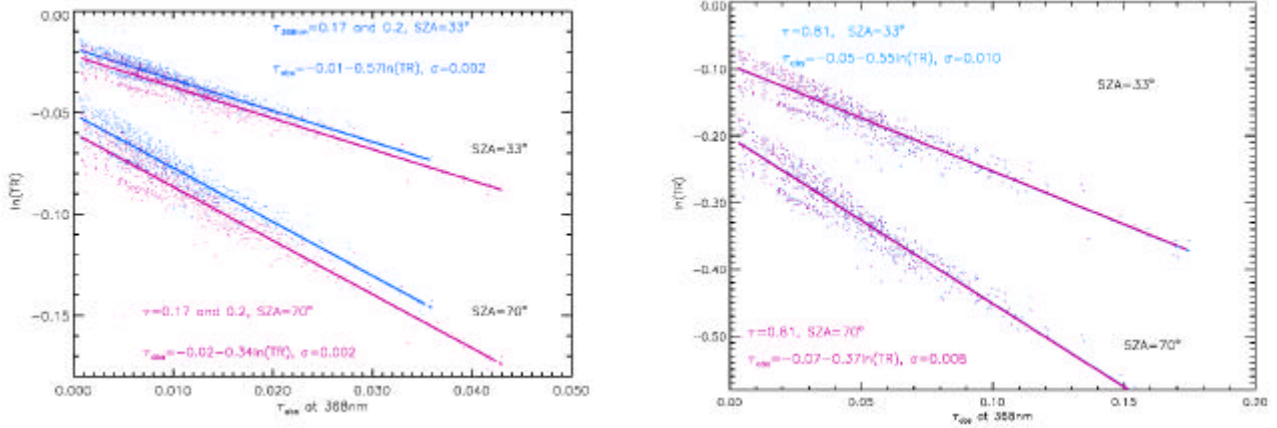 0.00
−0.05
−0.10
−0.15
ln(TR)
τ368nm=0.17 and 0.2, SZA=33°
τabs=−0.01−0.57ln(TR), σ=0.002
SZA=33°
SZA=70°
τ=0.17 and 0.2, SZA=70°
τabs=−0.02−0.34ln(TR), σ=0.002
0.000 0.010 0.020 0.030 0.040 0.050
τabs at 368nm
0.00
−0.10
−0.20
−0.30
−0.40
−0.50
ln(TR)
τ=0.81, SZA=33°
τabs=−0.05−0.55ln(TR), σ=0.010
SZA=33°
SZA=70°
τ=0.81, SZA=70°
τabs=−0.07−0.37ln(TR), σ=0.008
0.00 0.05 0.10 0.15 0.20
τabs at 368nm